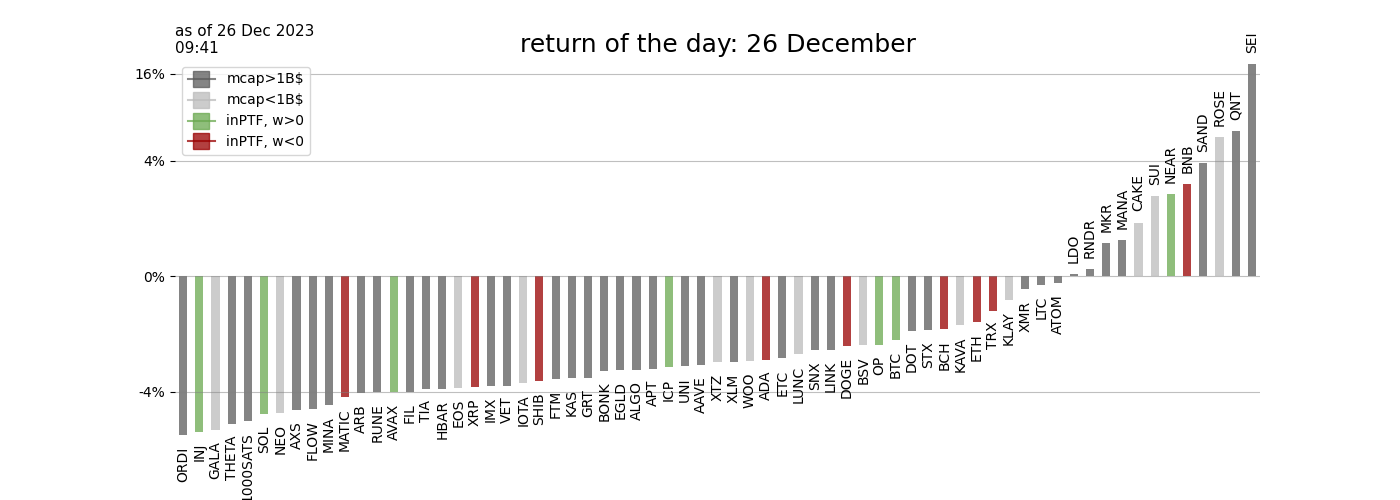 as of 26 Dec 2023
09:41
return of the day: 26 December
mcap>1B$
mcap<1B$
inPTF, w>0
inPTF, w<0
16%
4%
0%
-4%
ORDI
INJ
GALA
THETA
1000SATS
SOL
NEO
AXS
FLOW
MINA
MATIC
ARB
RUNE
AVAX
FIL
TIA
HBAR
EOS
XRP
IMX
VET
IOTA
SHIB
FTM
KAS
GRT
BONK
EGLD
ALGO
APT
ICP
UNI
AAVE
XTZ
XLM
WOO
ADA
ETC
LUNC
SNX
LINK
DOGE
BSV
OP
BTC
DOT
STX
BCH
KAVA
ETH
TRX
KLAY
XMR
LTC
ATOM
LDO
RNDR
MKR
MANA
CAKE
SUI
NEAR
BNB
SAND
ROSE
QNT
SEI